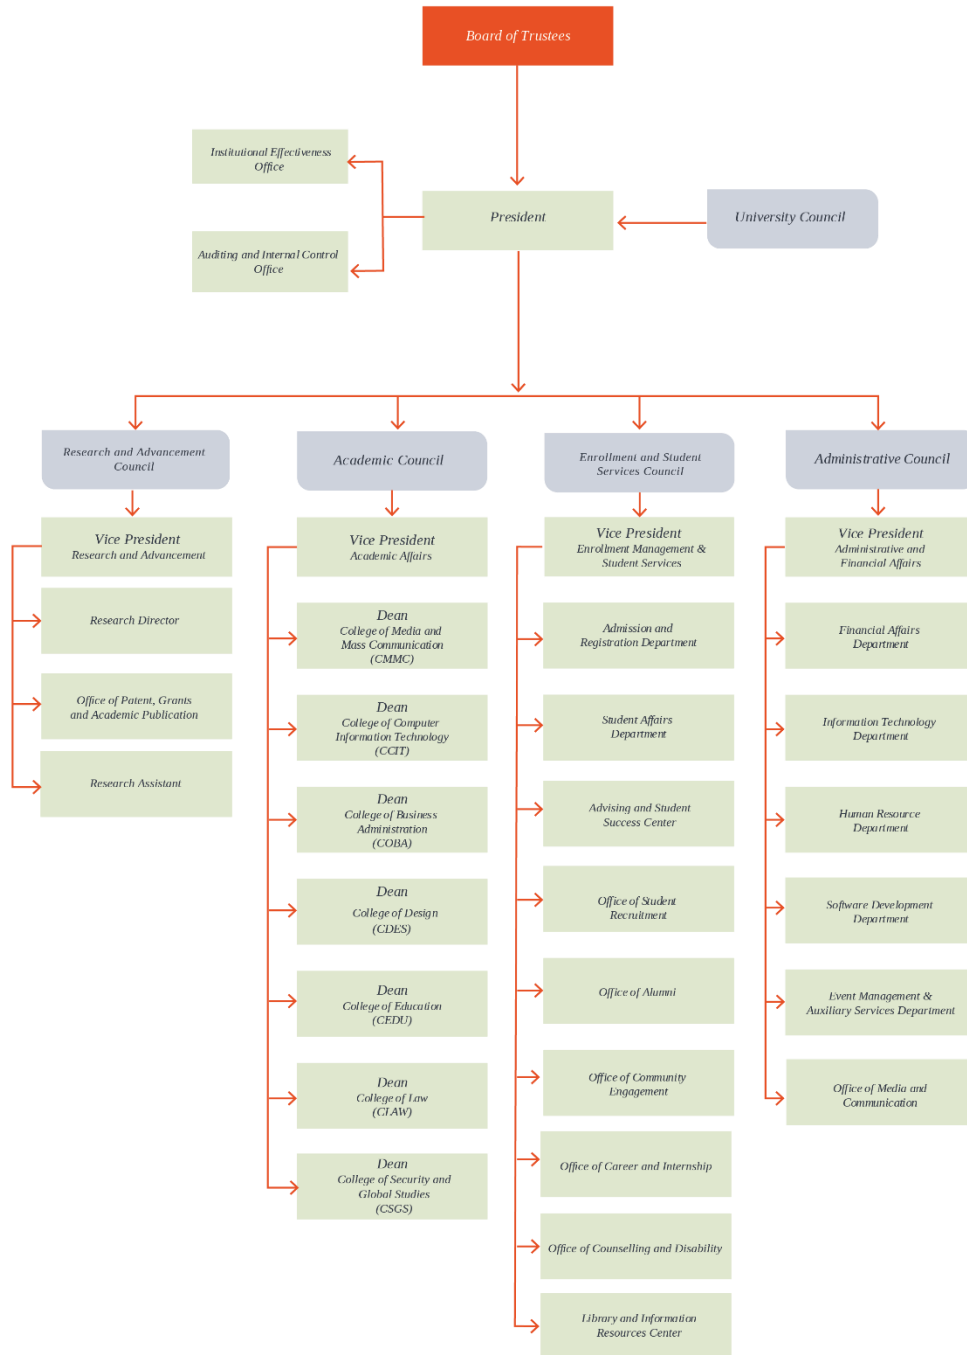 Board of Trustees
Institutional Effectiveness
Office
President
University Council
Auditing and Internal Control
Office
Research and Advancement
Council
Academic Council
Enrollment and Student
Services Council
Administrative Council
Vice President
Research and Advancement
Research Director
Office of Patent, Grants
and Academic Publication
Research Assistant
Vice President
Academic Affairs
Dean
College of Media and
Mass Communication
(CMMC)
Dean
College of Computer
Information Technology
(CCIT)
Dean
College of Business
Administration
(COBA)
Dean
College of Design
(CDES)
Dean
College of Education
(CEDU)
Dean
College of Law
(CLAW)
Dean
College of Security and
Global Studies
(CSGS)
Vice President
Enrollment Management &
Student Services
Admission and
Registration Department
Student Affairs
Department
Advising and Student
Success Center
Office of Student
Recruitment
Office of Alumni
Office of Community
Engagement
Office of Career and Internship
Office of Counselling and Disability
Library and Information
Resources Center
Vice President
Administrative and
Financial Affairs
Financial Affairs
Department
Information Technology
Department
Human Resource
Department
Software Development
Department
Event Management &
Auxiliary Services Department
Office of Media and
Communication